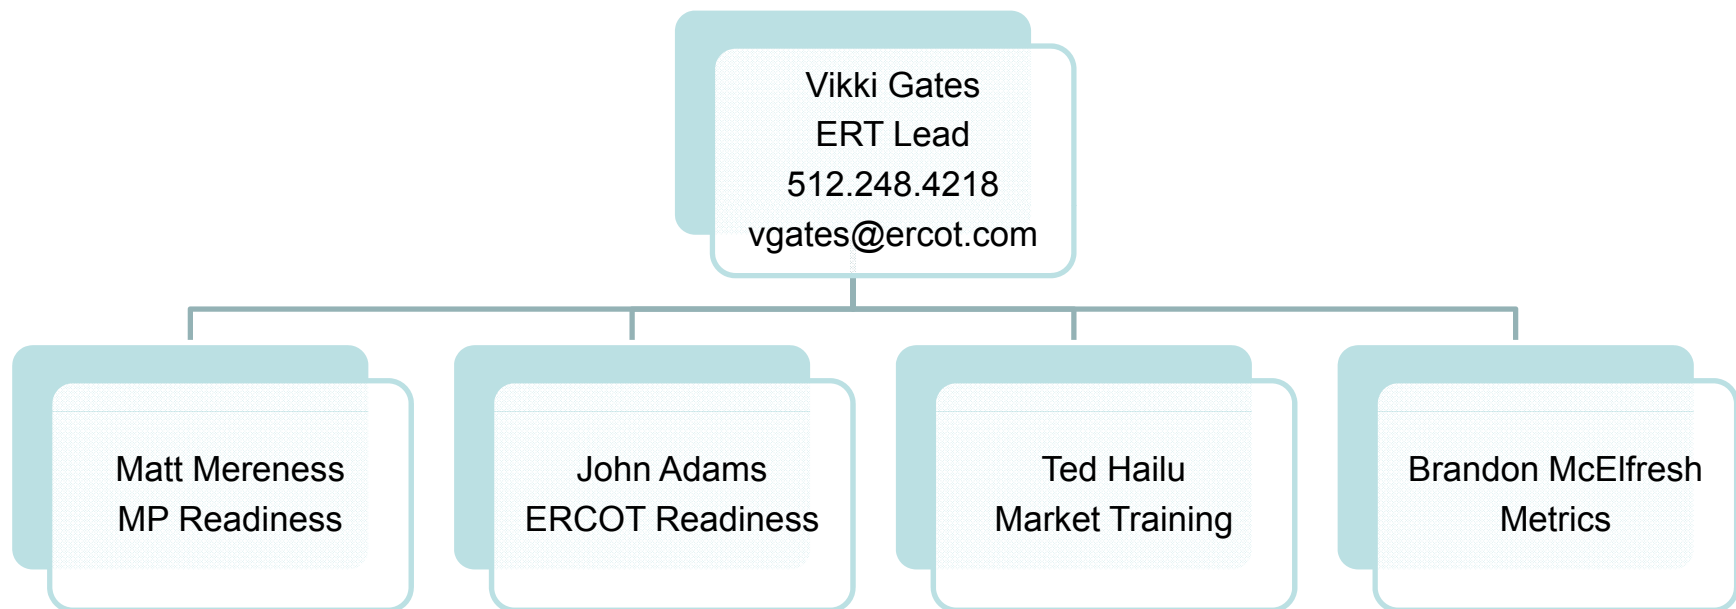 Vikki Gates
ERT Lead
512.248.4218
vgates@ercot.com
Matt Mereness
MP Readiness
John Adams
ERCOT Readiness
Ted Hailu
Market Training
Brandon McElfresh
Metrics